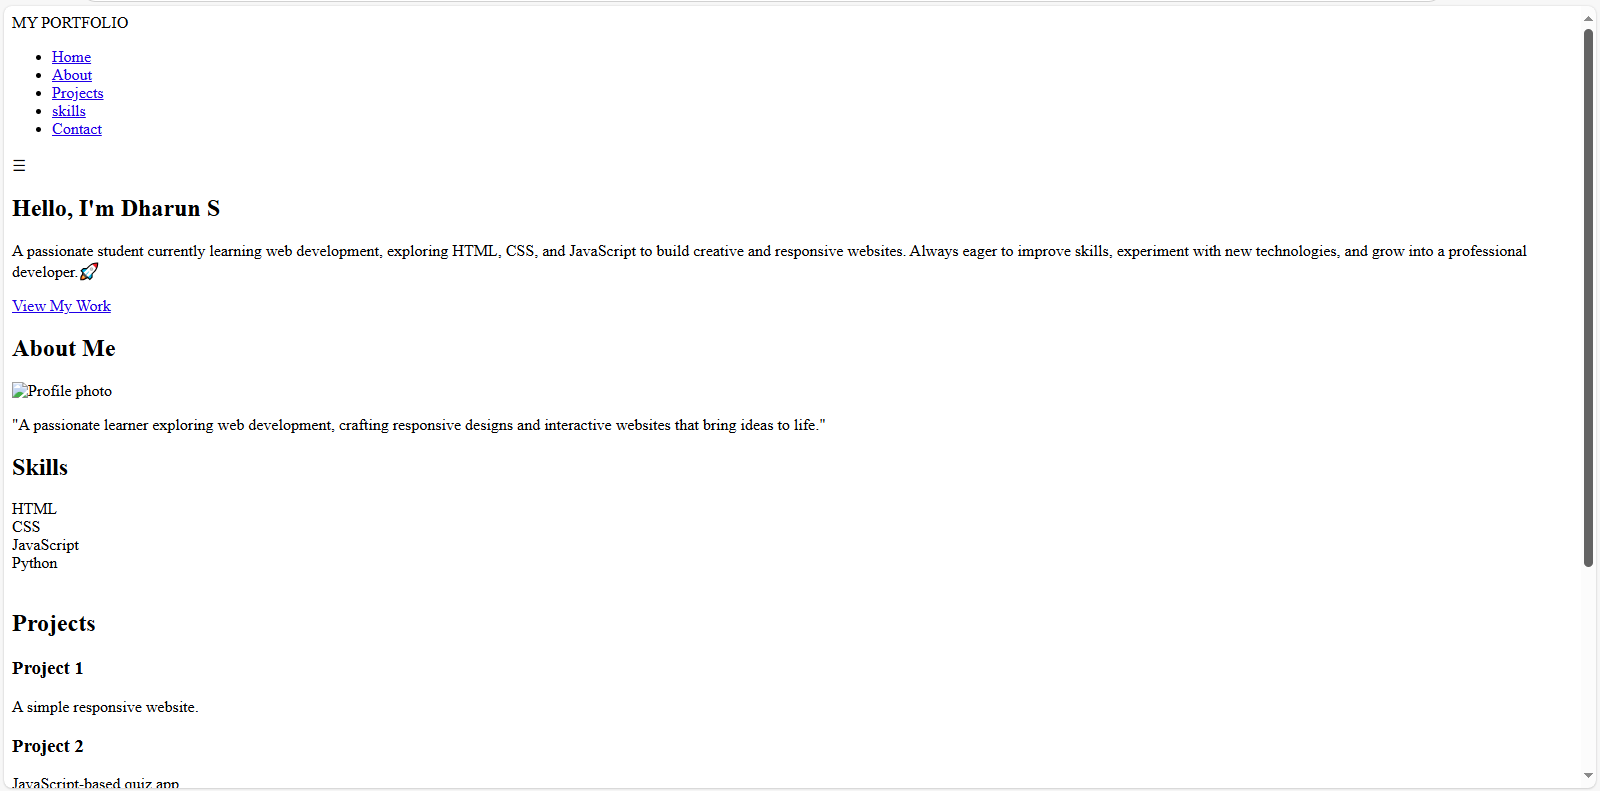 MY PORTFOLIO
Home
About
Projects
skills
Contact
☰
Hello, I'm Dharun S
A passionate student currently learning web development, exploring HTML, CSS, and JavaScript to build creative and responsive websites. Always eager to improve skills, experiment with new technologies, and grow into a professional
developer.🚀
View My Work
About Me
Profile photo
"A passionate learner exploring web development, crafting responsive designs and interactive websites that bring ideas to life."
Skills
HTML
CSS
JavaScript
Python
Projects
Project 1
A simple responsive website.
Project 2
JavaScript-based quiz app